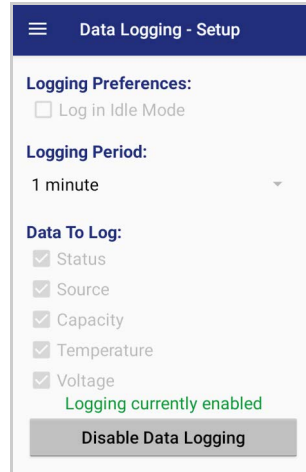 Data Logging - Setup
Logging Preferences:
Log in Idle Mode
Logging Period:
1 minute
Data To Log:
Status
Source
Capacity
Temperature
Voltage
Logging currently enabled
Disable Data Logging